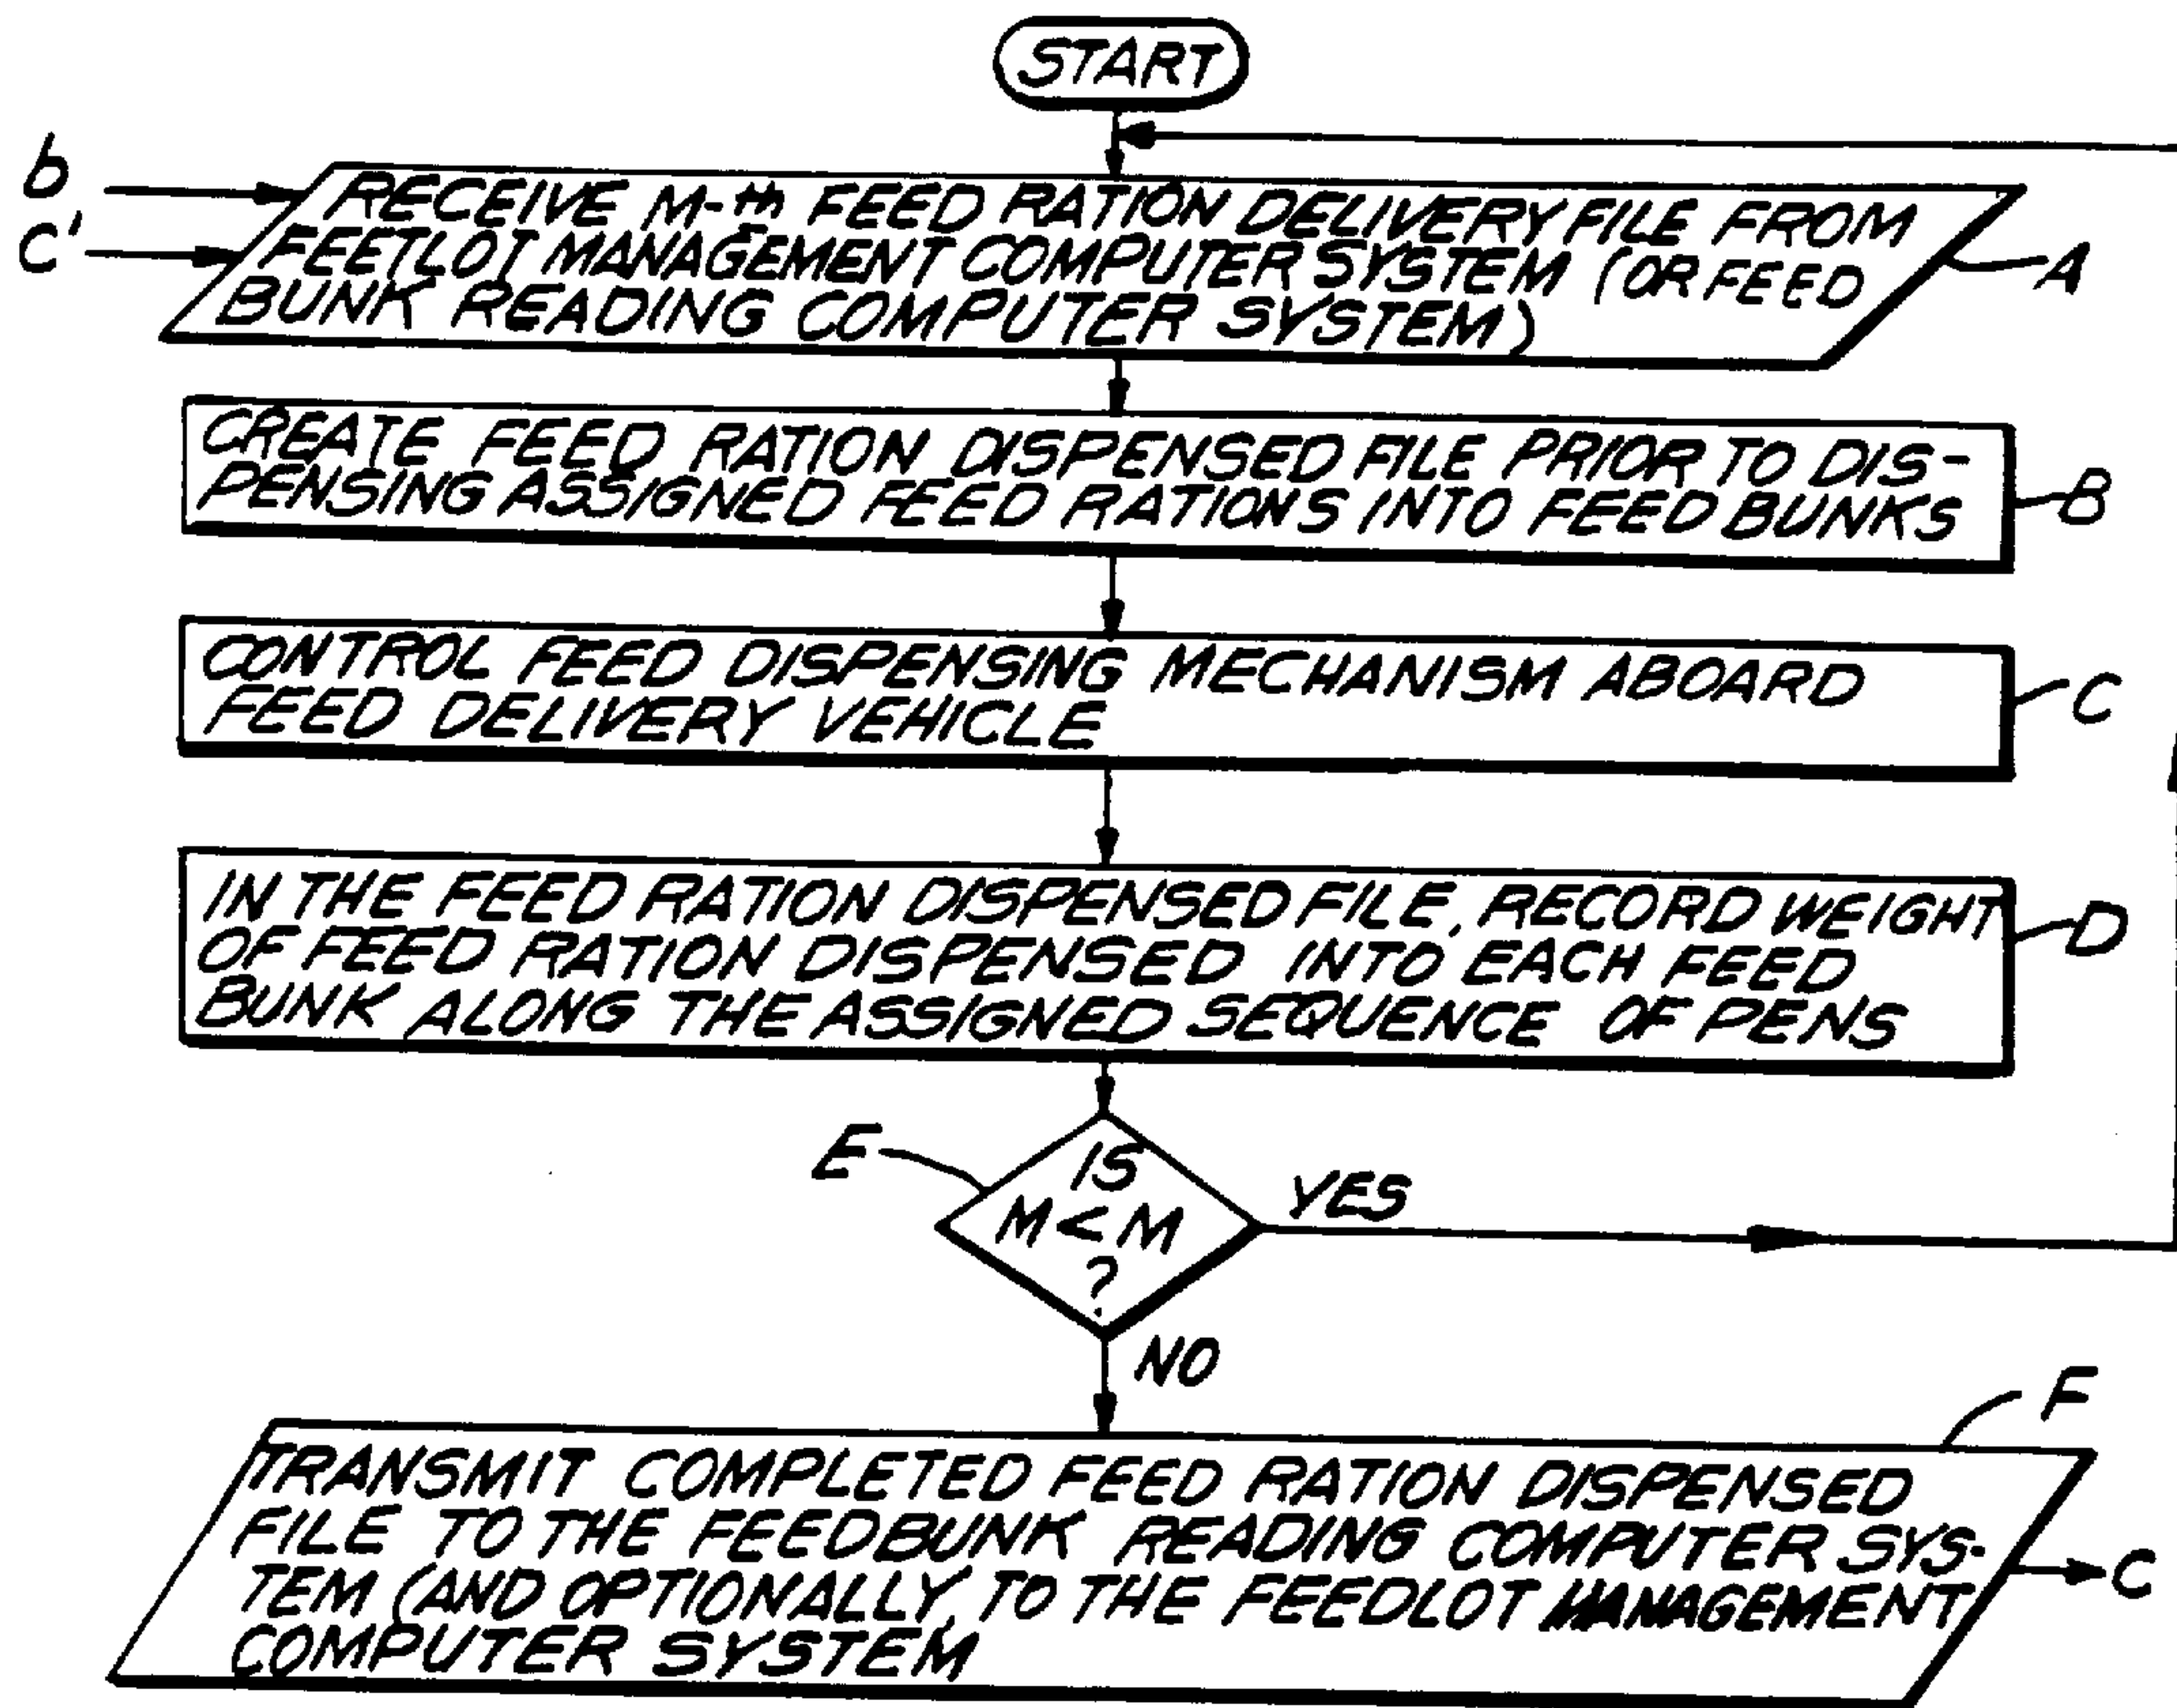 START
b
C'
RECEIVE M-th FEED RATION DELIVERY FILE FROM
FEETLOT MANAGEMENT COMPUTER SYSTEM (OR FEED
BUNK READING COMPUTER SYSTEM)
A
CREATE FEED RATION DISPENSED FILE PRIOR TO DIS-
PENSING ASSIGNED FEED RATIONS INTO FEED BUNKS
B
CONTROL FEED DISPENSING MECHANISM ABOARD
FEED DELIVERY VEHICLE
C
IN THE FEED RATION DISPENSED FILE, RECORD WEIGHT
OF FEED RATION DISPENSED INTO EACH FEED
BUNK ALONG THE ASSIGNED SEQUENCE OF PENS
D
E
IS
M<M
?
YES
NO
F
TRANSMIT COMPLETED FEED RATION DISPENSED
FILE TO THE FEEDBUNK READING COMPUTER SYS-
TEM (AND OPTIONALLY, TO THE FEEDLOT MANAGEMENT
COMPUTER SYSTEM
C